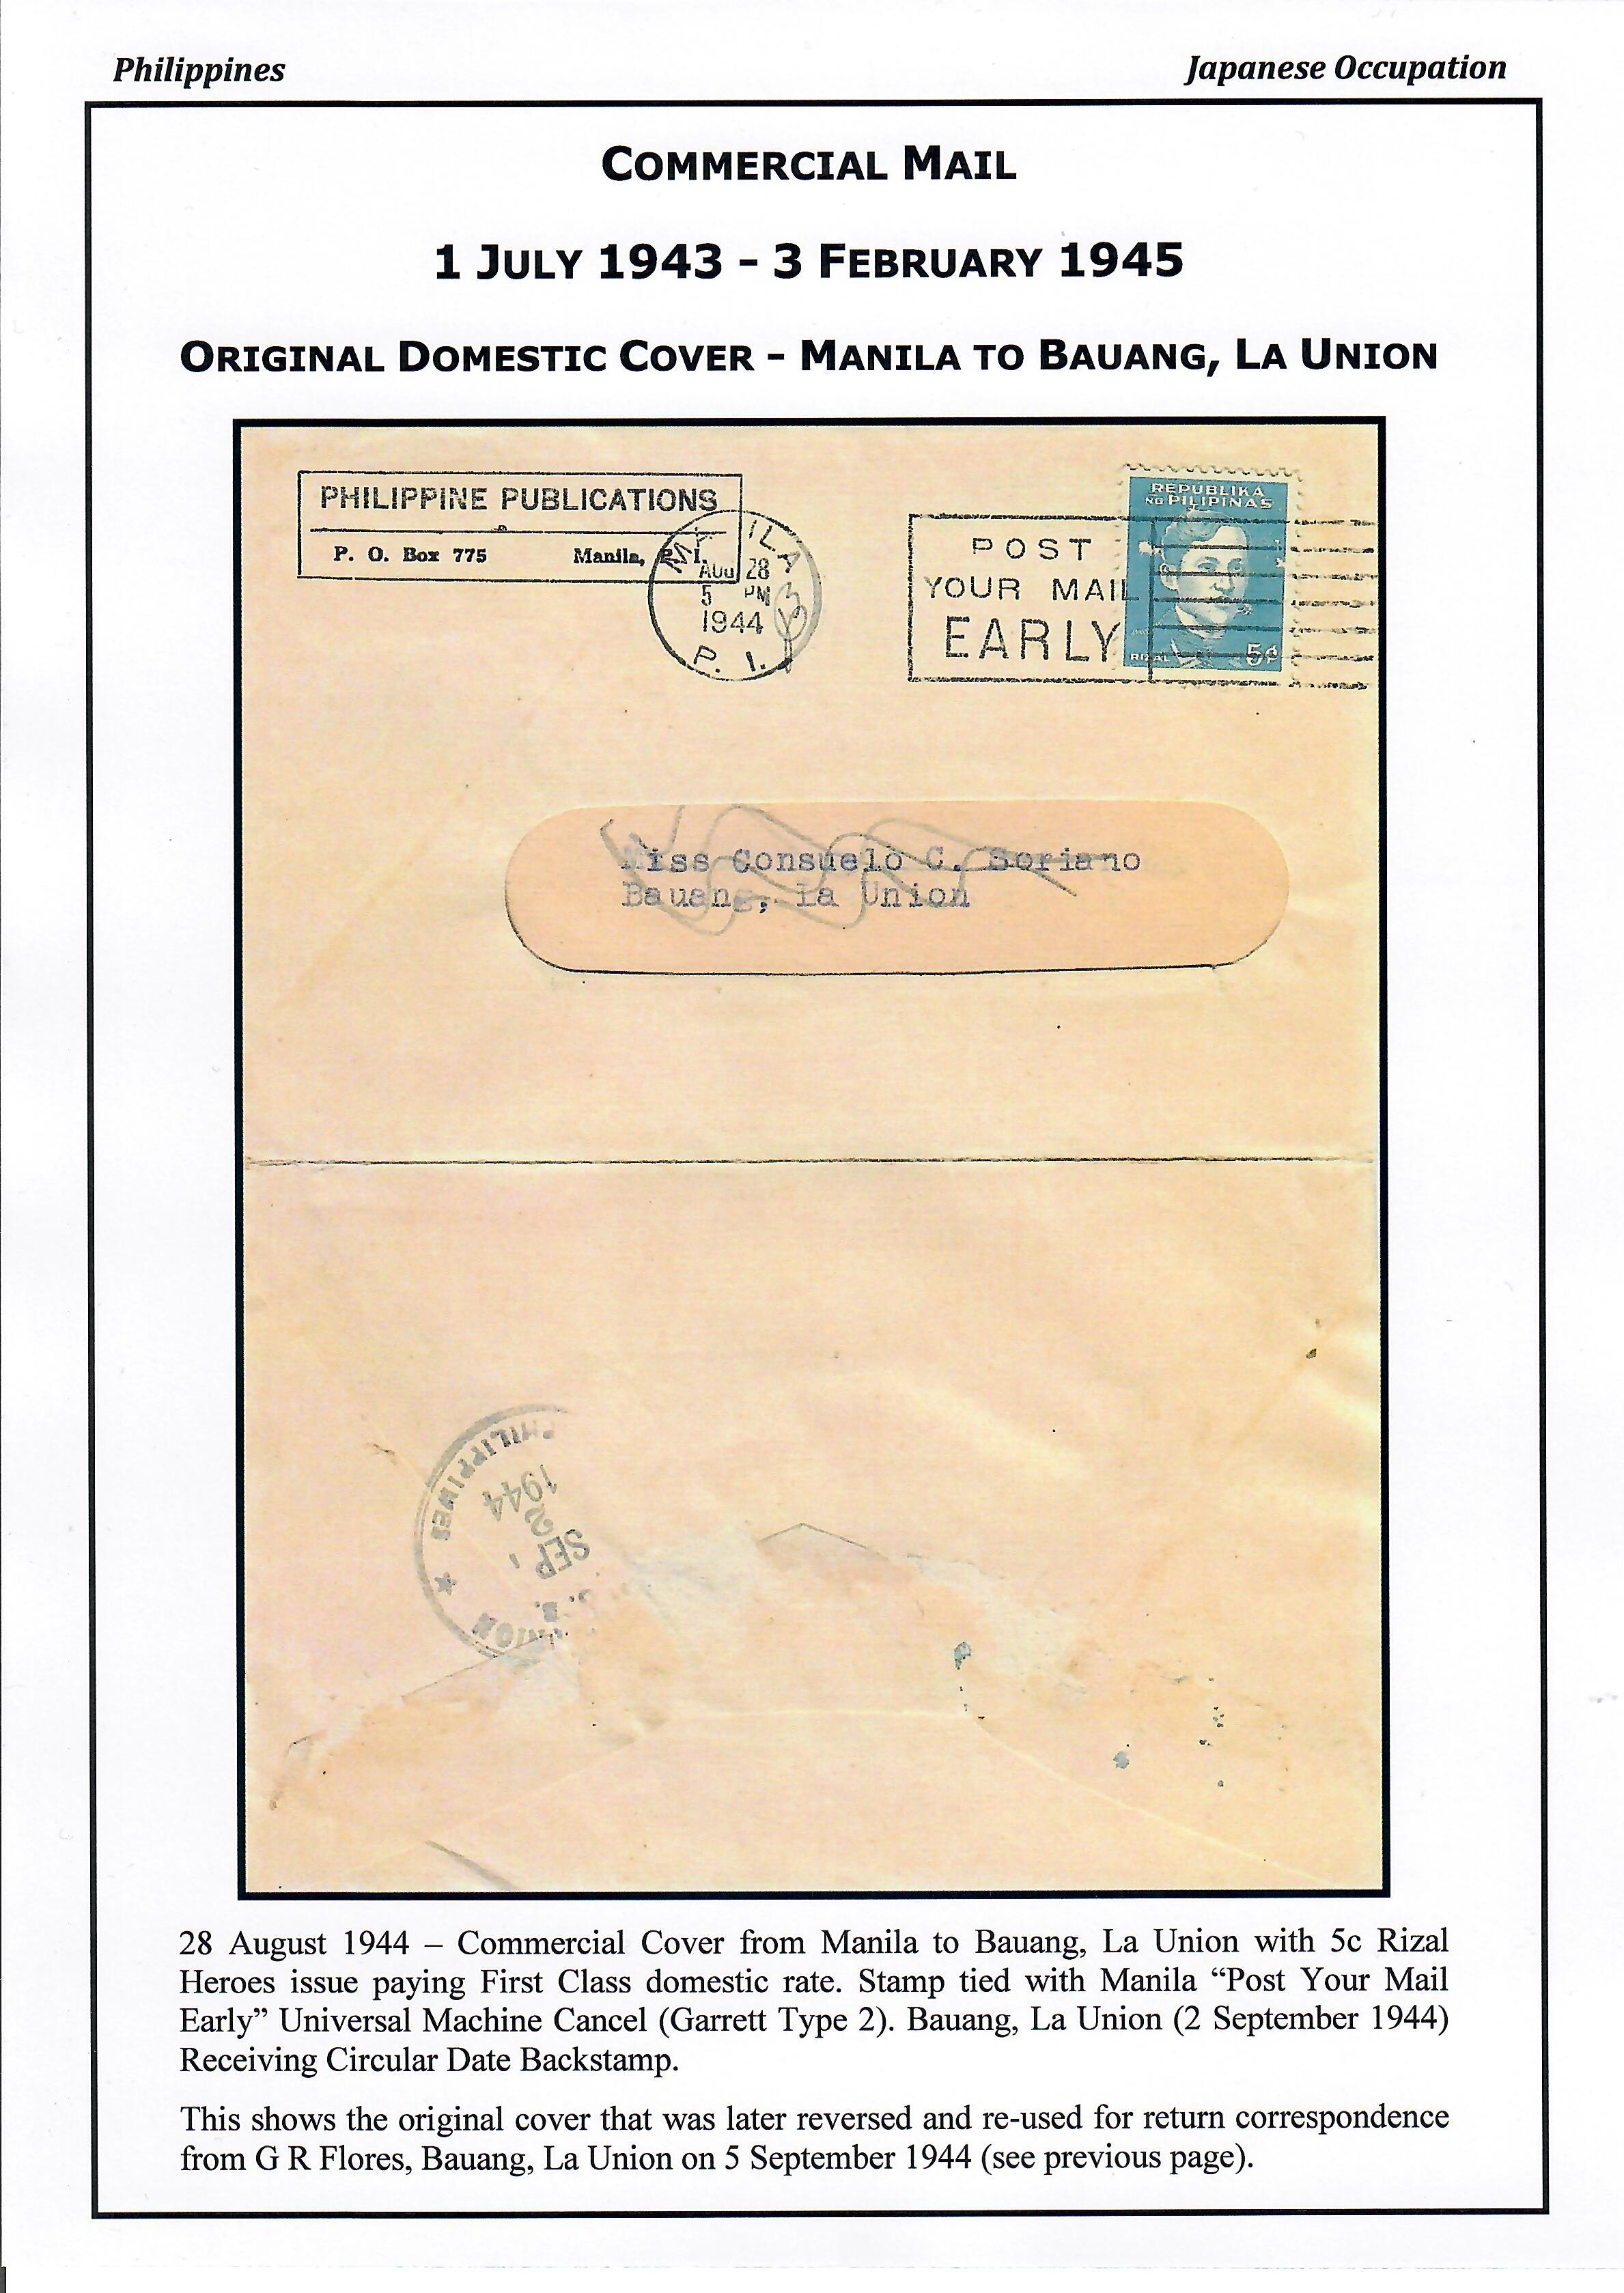 Philippines
Japanese Occupation
COMMERCIAL MAIL
1 JULY 1943 - 3 FEBRUARY 1945
ORIGINAL DOMESTIC COVER - MANILA TO BAUANG, LA UNION
PHILIPPINE PUBLICATIONS
P. O. Box 775 Manila, P. I.
AUG 28
5 PM
1944
P. I.
POST
YOUR MAIL
EARLY
REPUBLIKA
NG PILIPINAS
RIZAL 5¢
Miss Consuelo C. Soriano
Bauang, La Union
PHILIPPINES
1944
2
SEP
UNION
28 August 1944 – Commercial Cover from Manila to Bauang, La Union with 5c Rizal
Heroes issue paying First Class domestic rate. Stamp tied with Manila “Post Your Mail
Early” Universal Machine Cancel (Garrett Type 2). Bauang, La Union (2 September 1944)
Receiving Circular Date Backstamp.
This shows the original cover that was later reversed and re-used for return correspondence
from G R Flores, Bauang, La Union on 5 September 1944 (see previous page).